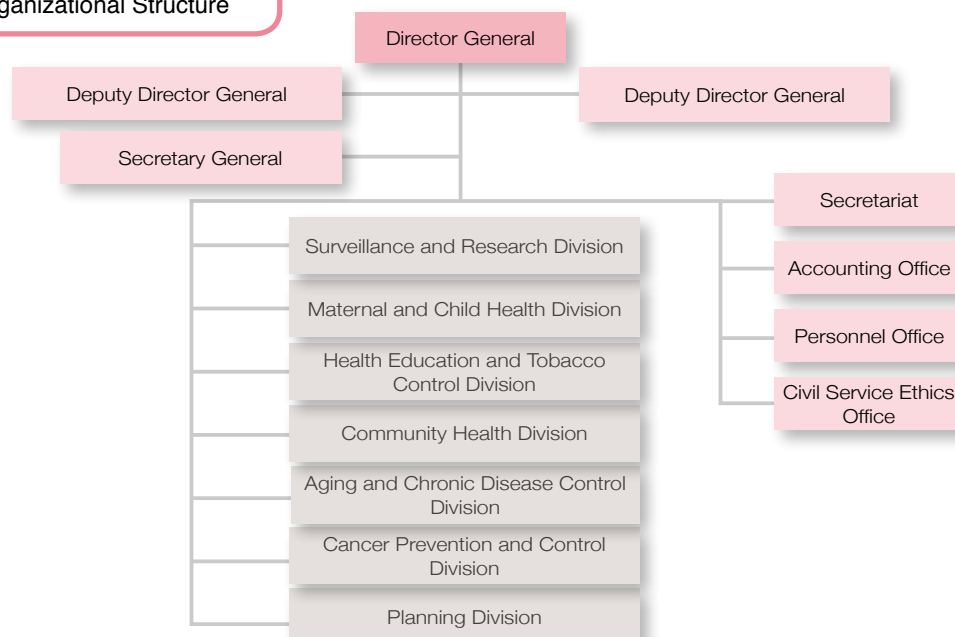 Structure
Director General
Deputy Director General
Deputy Director General
Secretary General
Secretariat
Surveillance and Research Division
Accounting Office
Maternal and Child Health Division
Personnel Office
Health Education and Tobacco
Control Division
Civil Service Ethics
Office
Community Health Division
Aging and Chronic Disease Control
Division
Cancer Prevention and Control
Division
Planning Division